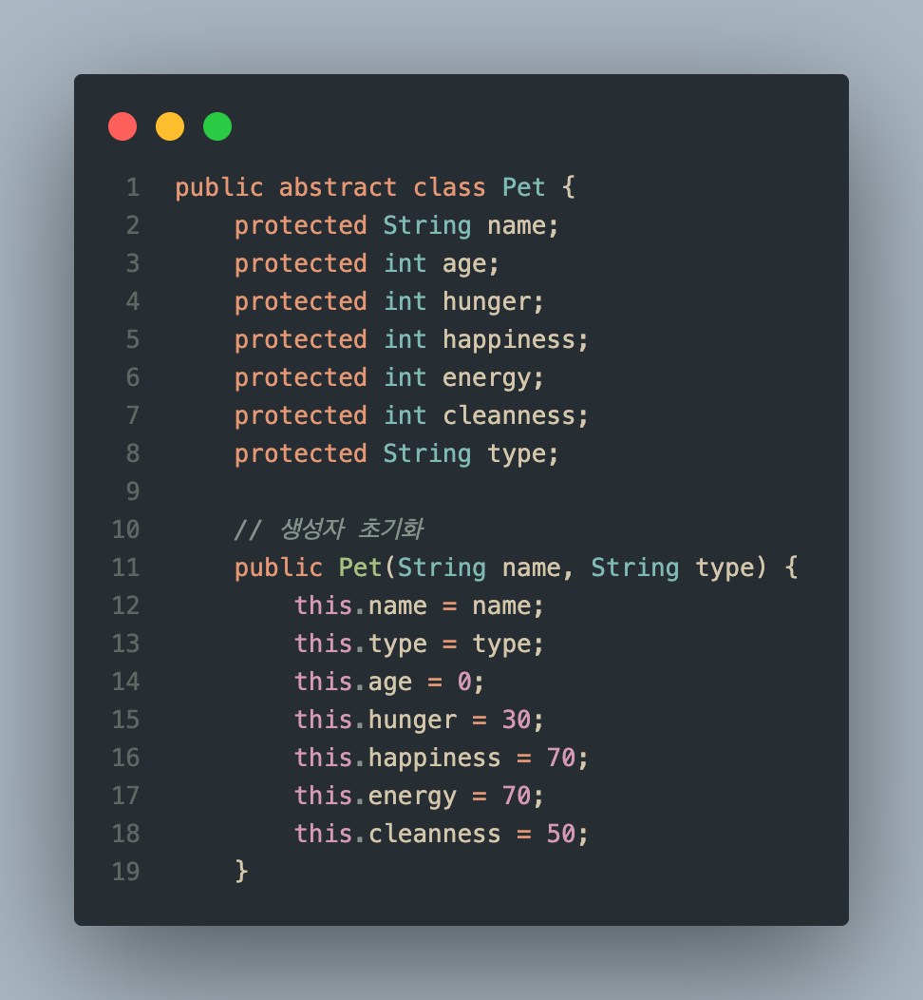 1 public abstract class Pet {
2     protected String name;
3     protected int age;
4     protected int hunger;
5     protected int happiness;
6     protected int energy;
7     protected int cleanness;
8     protected String type;
9
10     // 생성자 초기화
11     public Pet(String name, String type) {
12         this.name = name;
13         this.type = type;
14         this.age = 0;
15         this.hunger = 30;
16         this.happiness = 70;
17         this.energy = 70;
18         this.cleanness = 50;
19     }